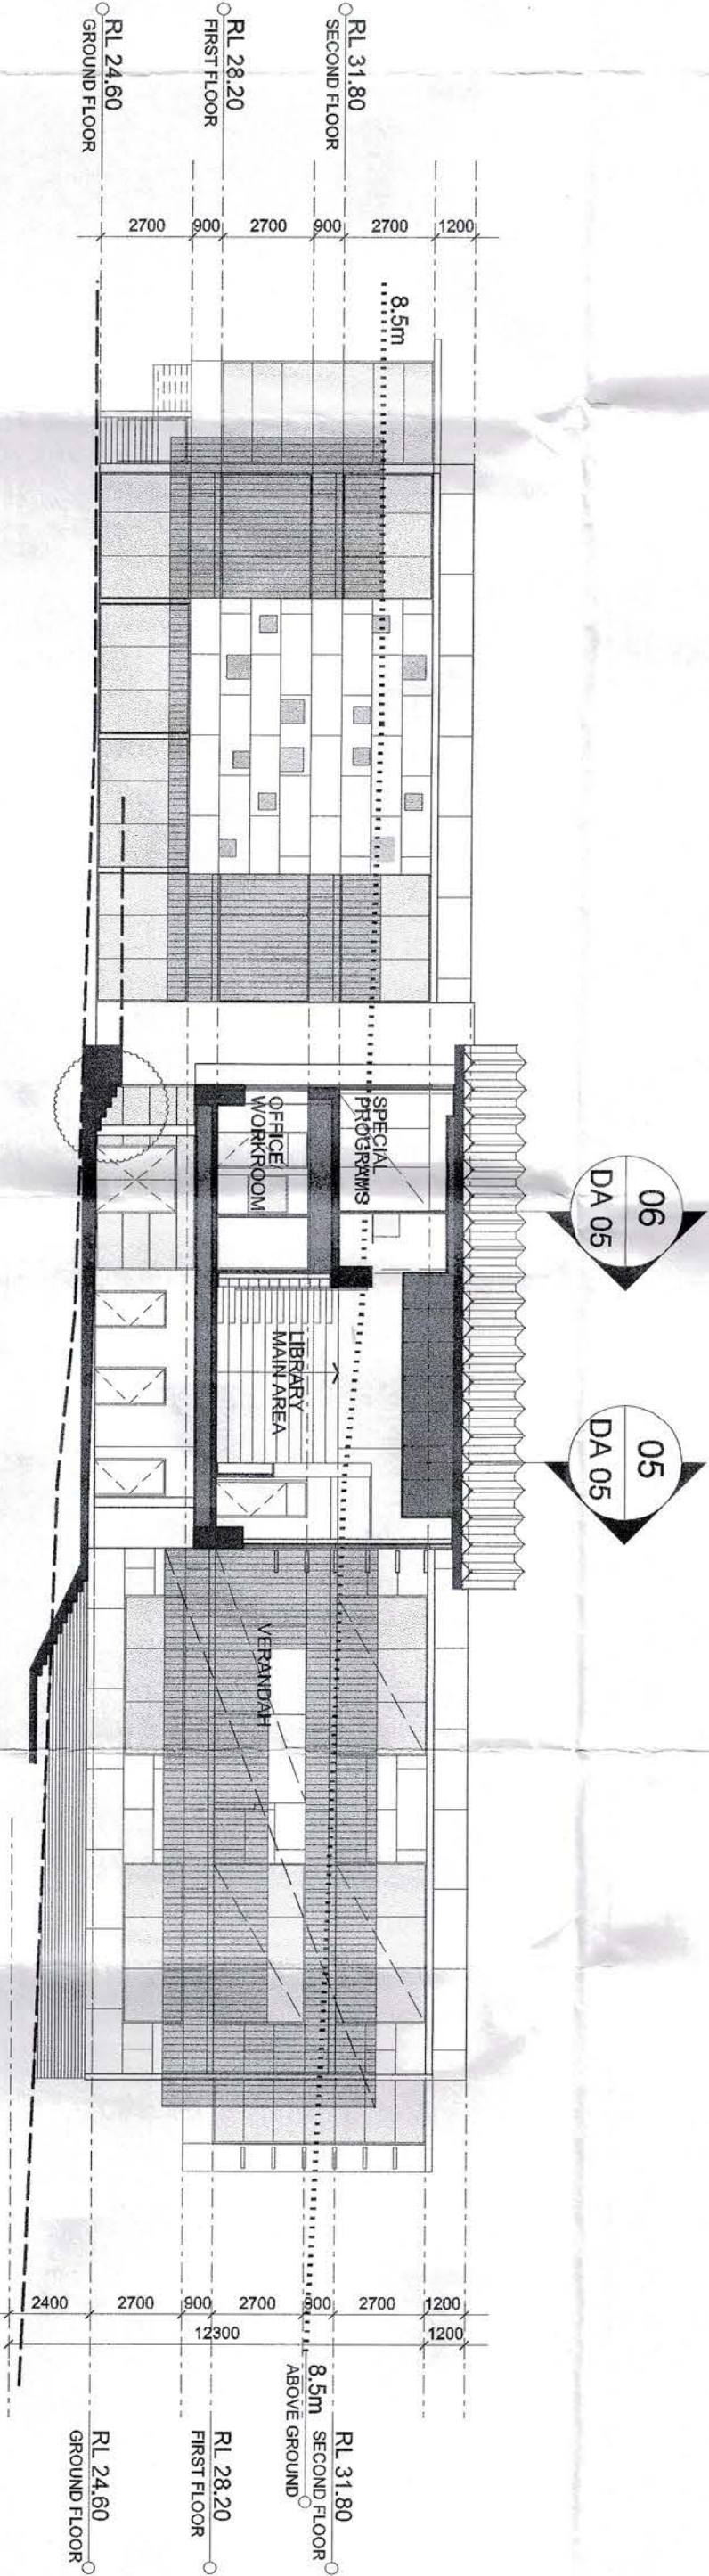 RL 31.80
SECOND FLOOR
RL 28.20
FIRST FLOOR
RL 24.60
GROUND FLOOR
1200
2700
900
2700
900
2700
8.5m
06
DA 05
05
DA 05
SPECIAL
PROGRAMS
OFFICE/
WORKROOM
LIBRARY
MAIN AREA
VERANDAH
1200
2700
900
2700
900
2700
2400
1200
12300
8.5m
ABOVE GROUND
RL 31.80
SECOND FLOOR
RL 28.20
FIRST FLOOR
RL 24.60
GROUND FLOOR